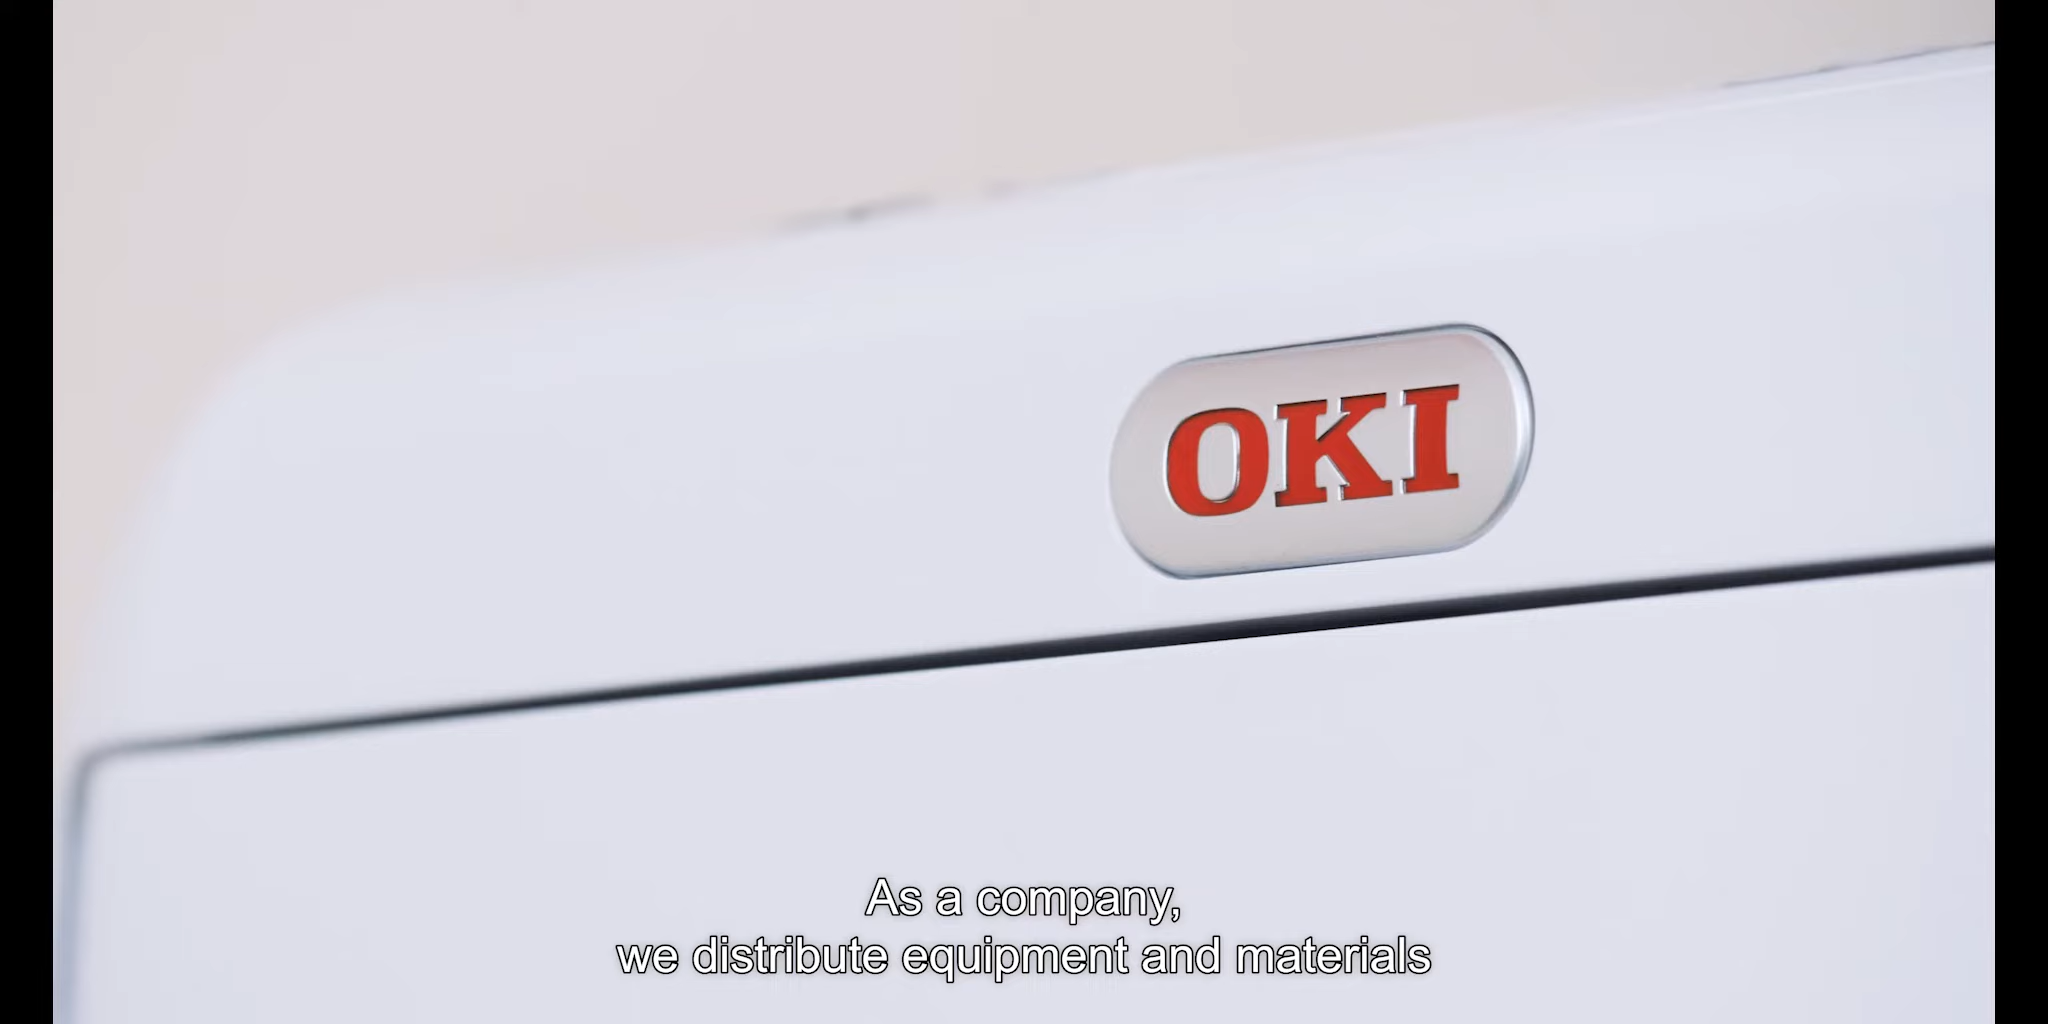 OKI
As a company,
we distribute equipment and materials